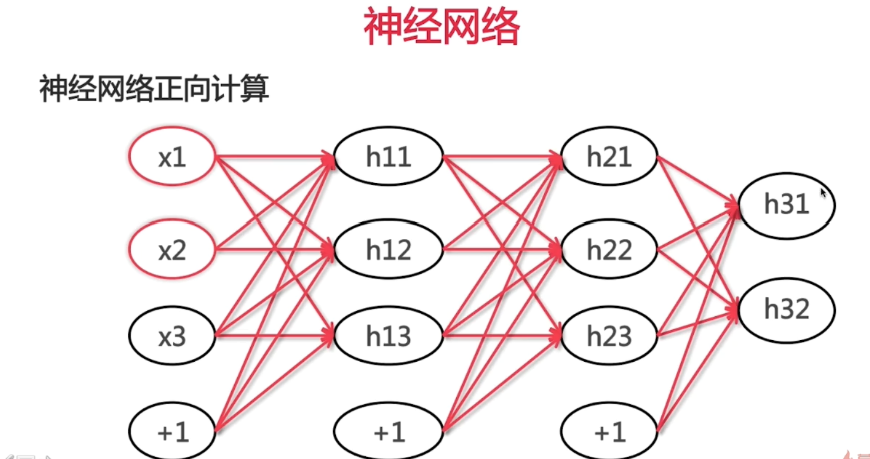 神经网络
神经网络正向计算
x1 h11 h21
h31
x2 h12 h22
h32
x3 h13 h23
+1 +1 +1